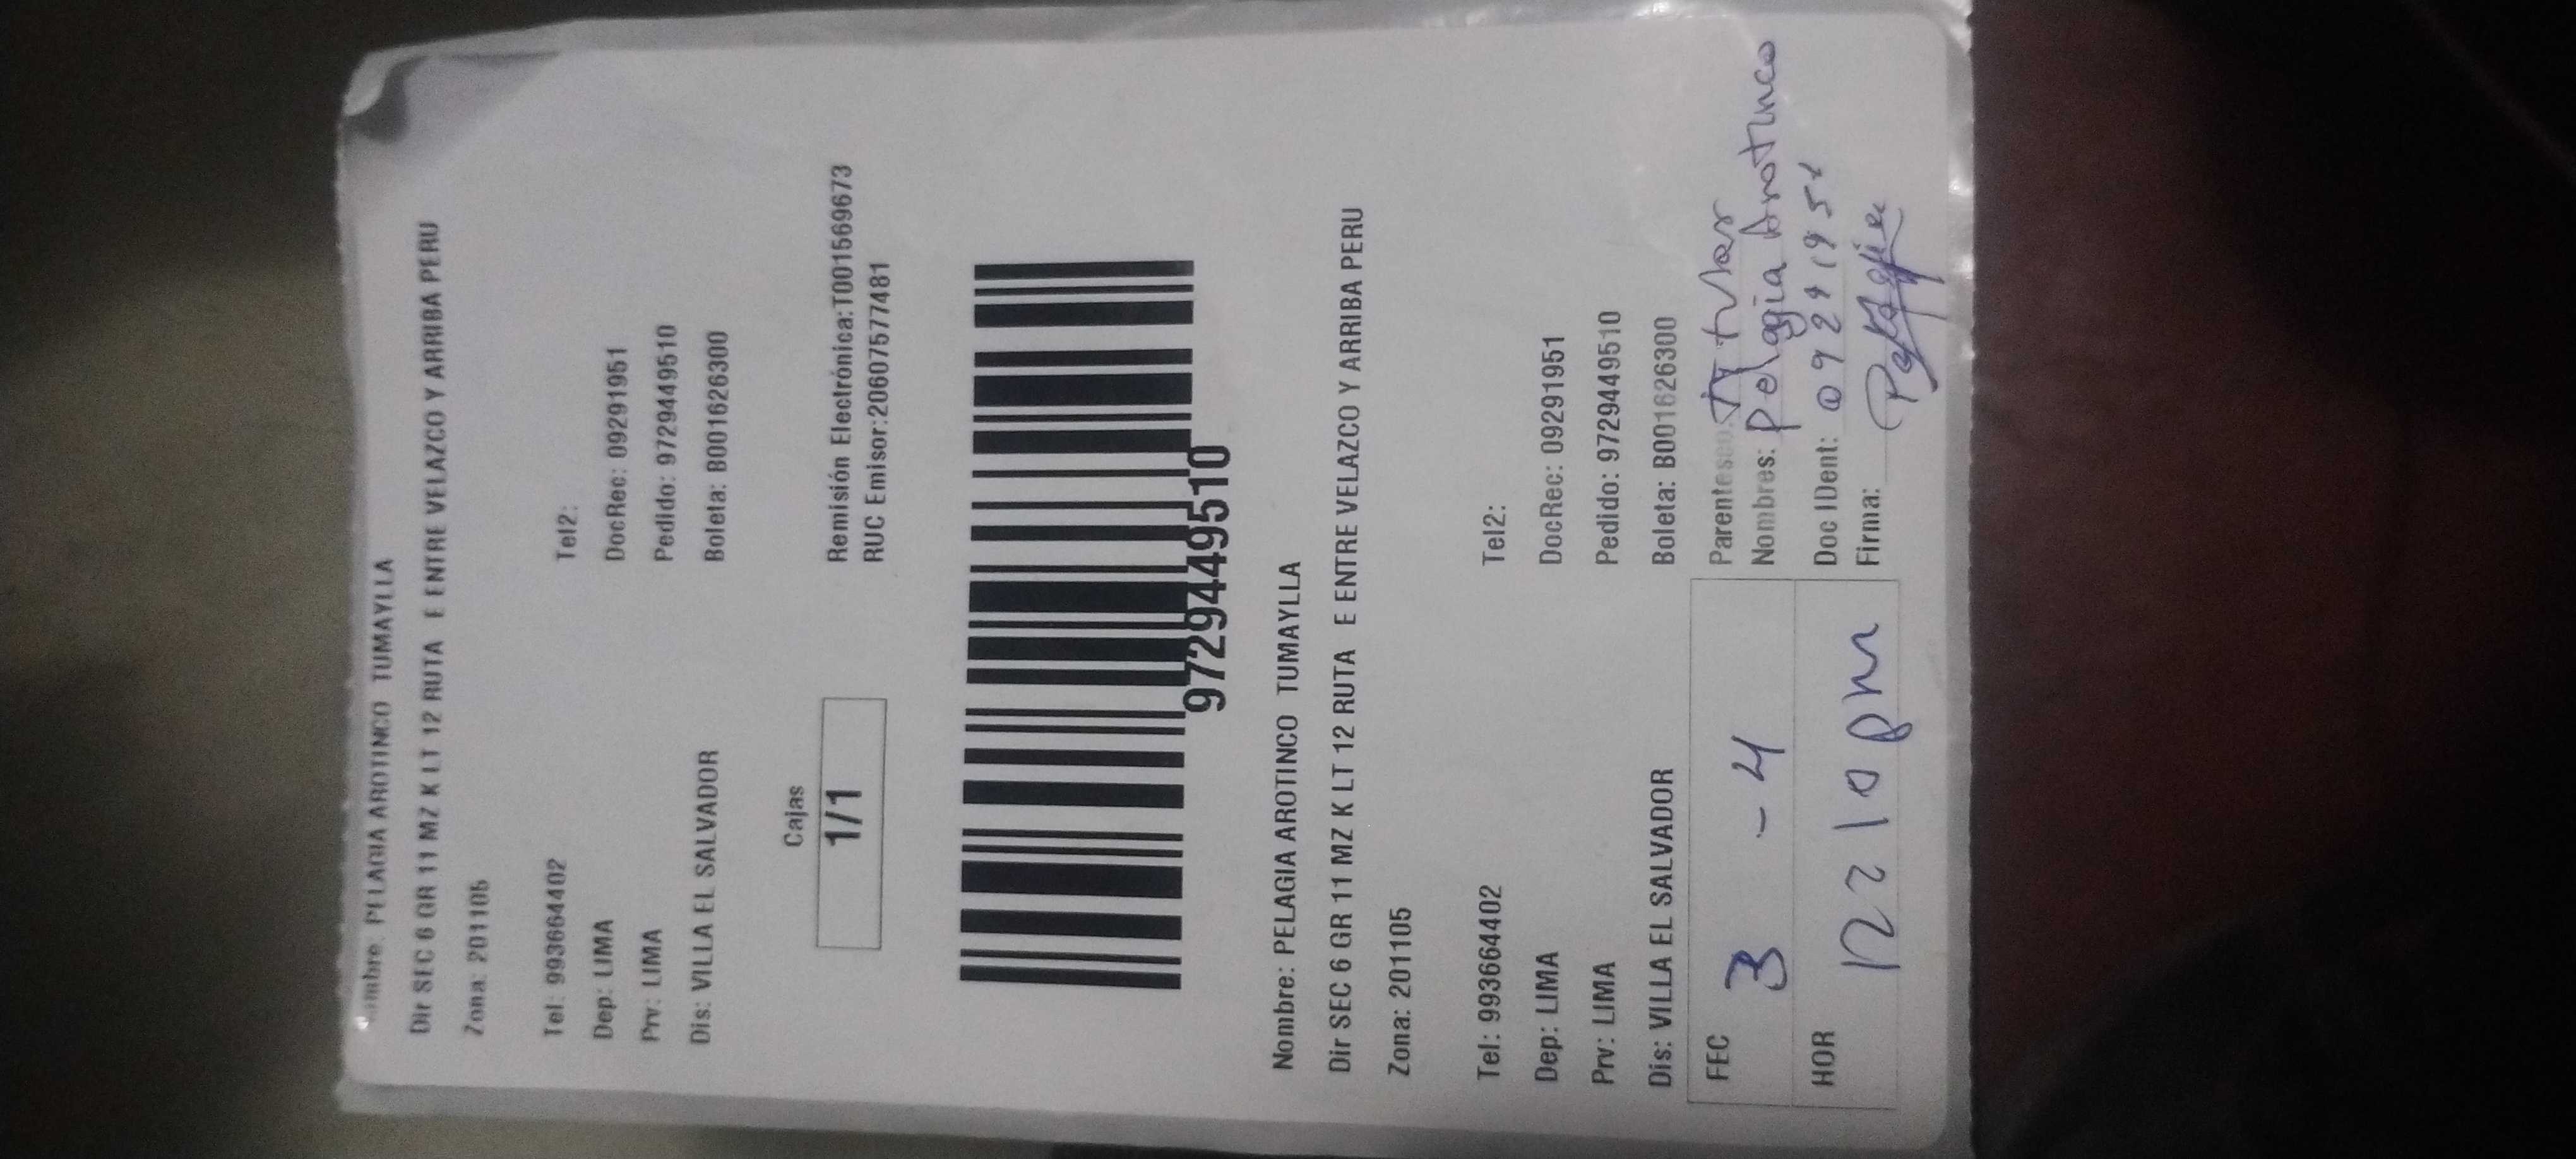 Nombre: PELAGIA AROTINCO TUMAYLLA
Dir SEC 6 GR 11 MZ K LT 12 RUTA E ENTRE VELAZCO Y ARRIBA PERU
Zona: 201105
Tel: 993664402 Tel2:
Dep: LIMA DocRec: 09291951
Prv: LIMA Pedido: 9729449510
Dis: VILLA EL SALVADOR Boleta: B001626300
Cajas
1/1
Remisión Electrónica:T001569673
RUC Emisor:20607577481
9729449510
Nombre: PELAGIA AROTINCO TUMAYLLA
Dir SEC 6 GR 11 MZ K LT 12 RUTA E ENTRE VELAZCO Y ARRIBA PERU
Zona: 201105
Tel: 993664402 Tel2:
Dep: LIMA DocRec: 09291951
Prv: LIMA Pedido: 9729449510
Dis: VILLA EL SALVADOR Boleta: B001626300
FEC 3 - 4 Parentesco: Titular
Nombres: Pelagia Arotinco
HOR 12 10 pm Doc IDent: 09291951
Firma: